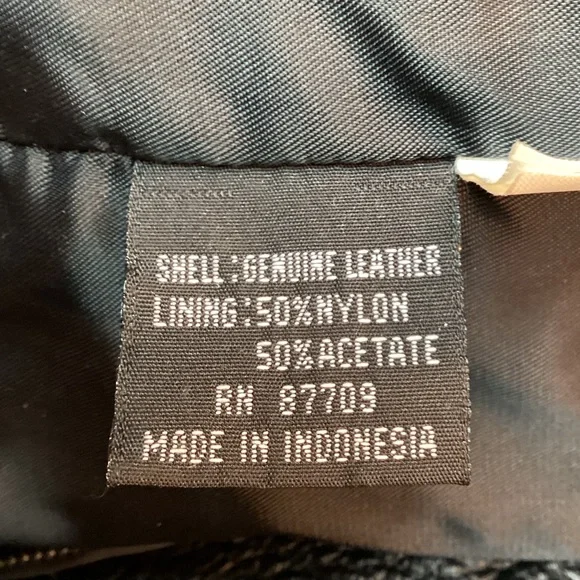 SHELL:GENUINE LEATHER
LINING:50%NYLON
50%ACETATE
RN 87709
MADE IN INDONESIA